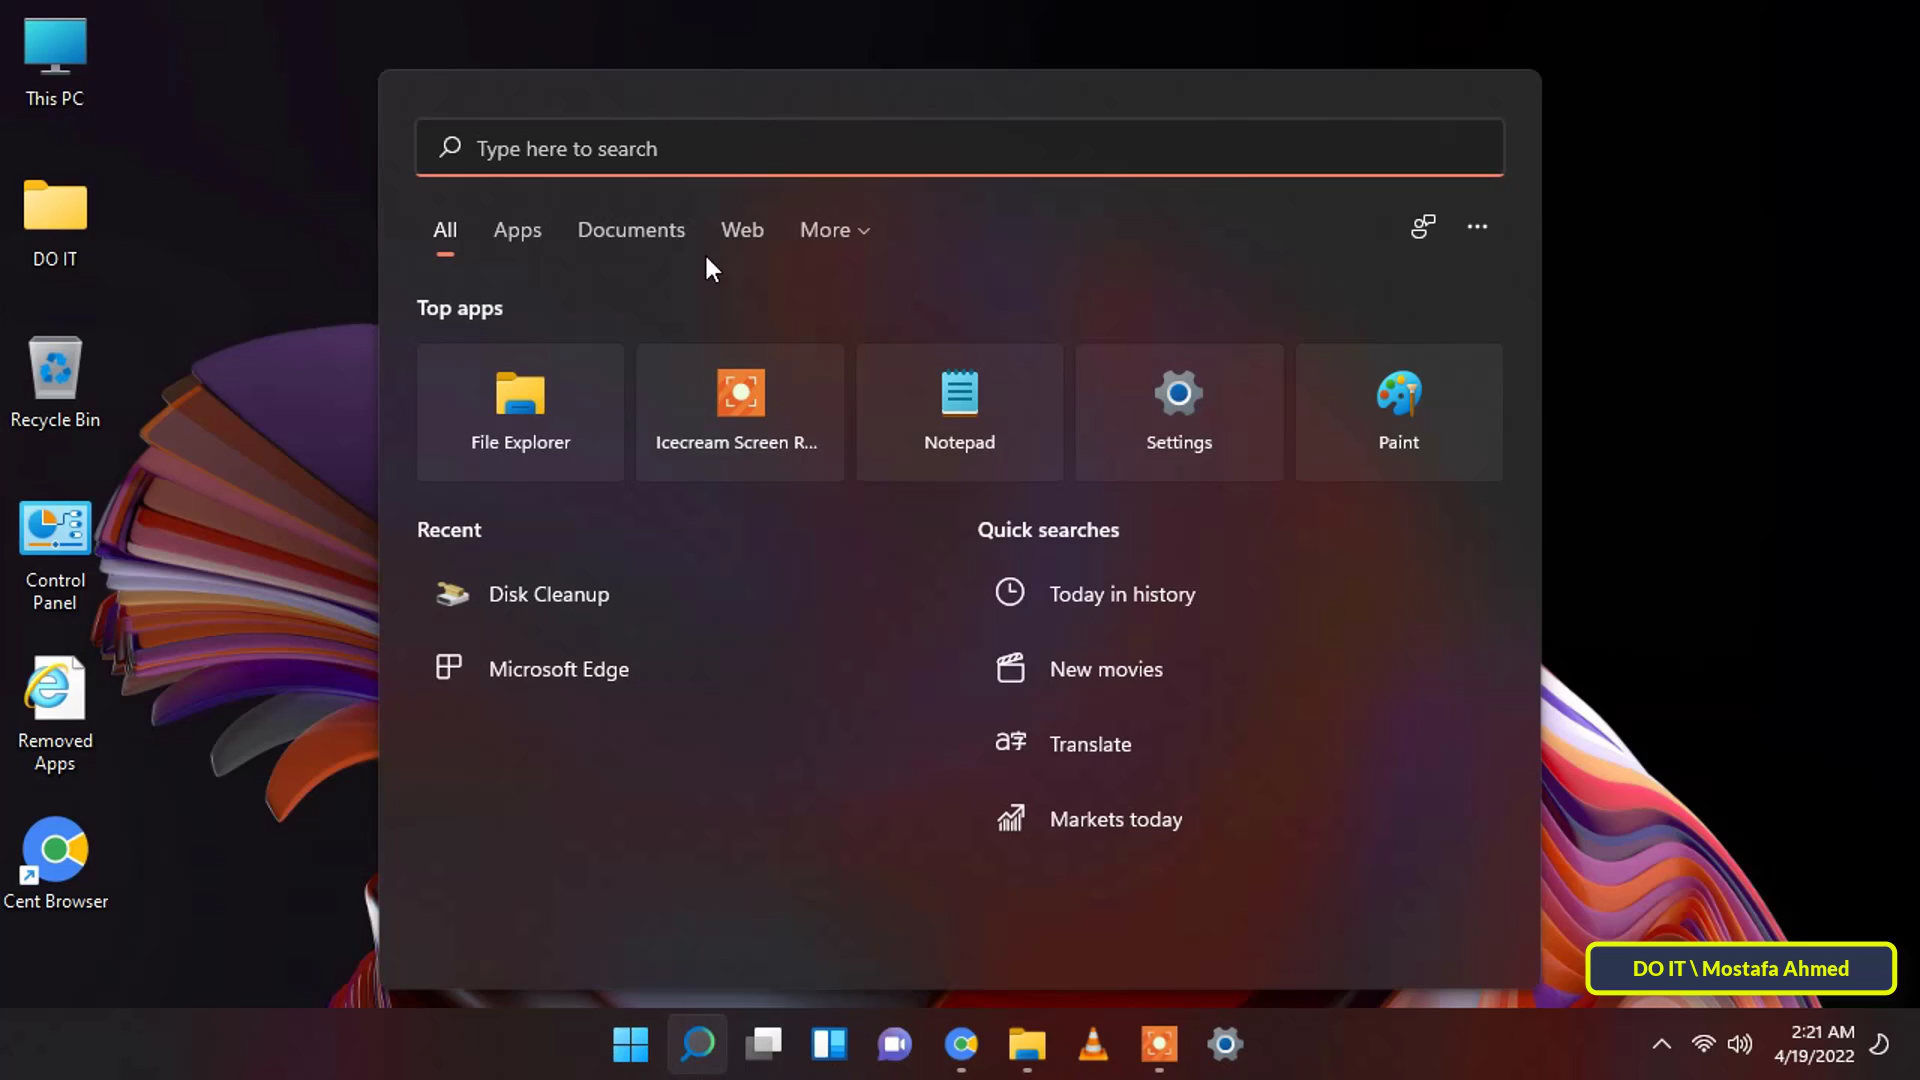 This PC
DO IT
Recycle Bin
Control
Panel
Removed
Apps
Cent Browser
Type here to search
All Apps Documents Web More
Top apps
File Explorer
Icecream Screen R...
Notepad
Settings
Paint
Recent
Disk Cleanup
Microsoft Edge
Quick searches
Today in history
New movies
Translate
Markets today
DO IT \ Mostafa Ahmed
2:21 AM
4/19/2022